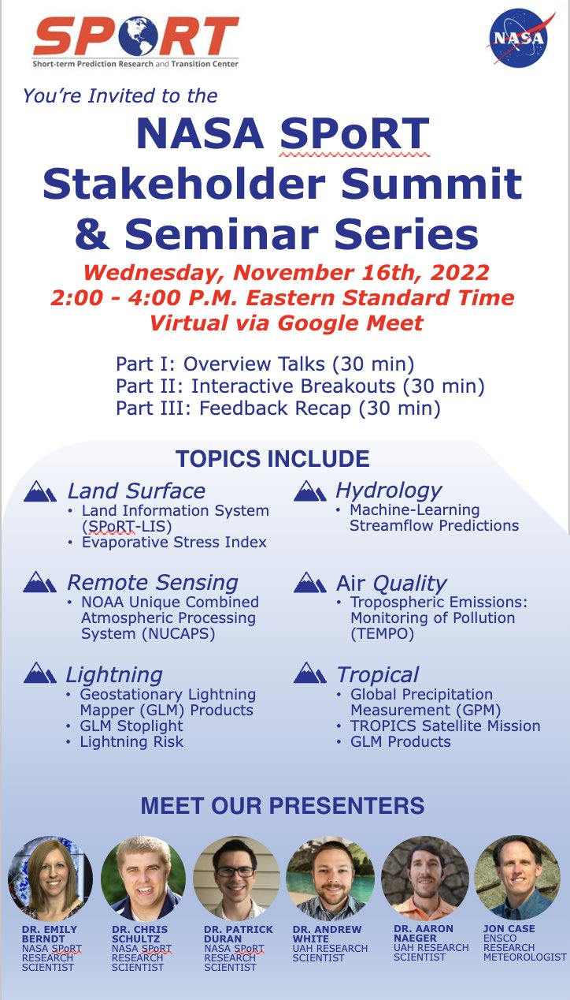 SPORT
Short-term Prediction Research and Transition Center
NASA
You're Invited to the
NASA SPoRT
Stakeholder Summit
& Seminar Series
Wednesday, November 16th, 2022
2:00 - 4:00 P.M. Eastern Standard Time
Virtual via Google Meet
Part I: Overview Talks (30 min)
Part II: Interactive Breakouts (30 min)
Part III: Feedback Recap (30 min)
TOPICS INCLUDE
Land Surface
• Land Information System
(SPoRT-LIS)
• Evaporative Stress Index
Hydrology
• Machine-Learning
Streamflow Predictions
Remote Sensing
• NOAA Unique Combined
Atmospheric Processing
System (NUCAPS)
Air Quality
• Tropospheric Emissions:
Monitoring of Pollution
(TEMPO)
Lightning
• Geostationary Lightning
Mapper (GLM) Products
• GLM Stoplight
• Lightning Risk
Tropical
• Global Precipitation
Measurement (GPM)
• TROPICS Satellite Mission
• GLM Products
MEET OUR PRESENTERS
DR. EMILY
BERNDT
NASA SPoRT
RESEARCH
SCIENTIST
DR. CHRIS
SCHULTZ
NASA SPoRT
RESEARCH
SCIENTIST
DR. PATRICK
DURAN
NASA SPoRT
RESEARCH
SCIENTIST
DR. ANDREW
WHITE
UAH RESEARCH
SCIENTIST
DR. AARON
NAEGER
UAH RESEARCH
SCIENTIST
JON CASE
ENSCO
RESEARCH
METEOROLOGIST